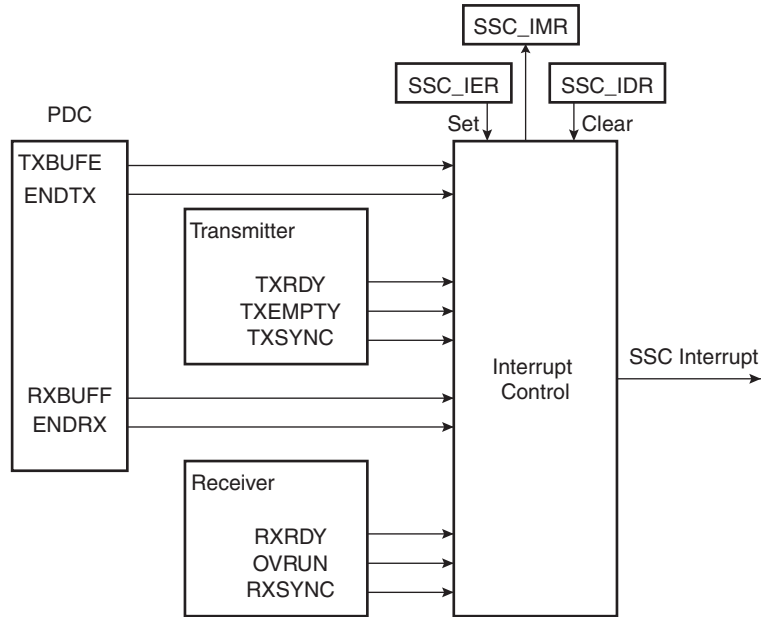 SSC_IMR
SSC_IER
SSC_IDR
PDC
Set
Clear
TXBUFE
ENDTX
Transmitter
TXRDY
TXEMPTY
TXSYNC
Interrupt
Control
SSC Interrupt
RXBUFF
ENDRX
Receiver
RXRDY
OVRUN
RXSYNC